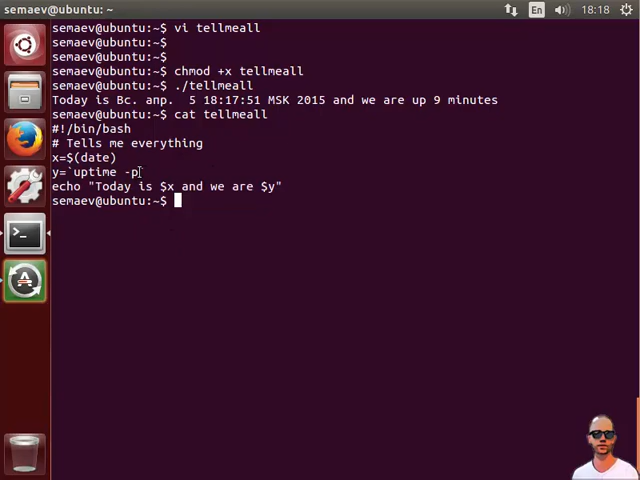 semaev@ubuntu: ~
En
18:18
semaev@ubuntu:~$ vi tellmeall
semaev@ubuntu:~$
semaev@ubuntu:~$
semaev@ubuntu:~$ chmod +x tellmeall
semaev@ubuntu:~$ ./tellmeall
Today is Вс. апр.  5 18:17:51 MSK 2015 and we are up 9 minutes
semaev@ubuntu:~$ cat tellmeall
#!/bin/bash
# Tells me everything
x=$(date)
y=`uptime -p
echo "Today is $x and we are $y"
semaev@ubuntu:~$